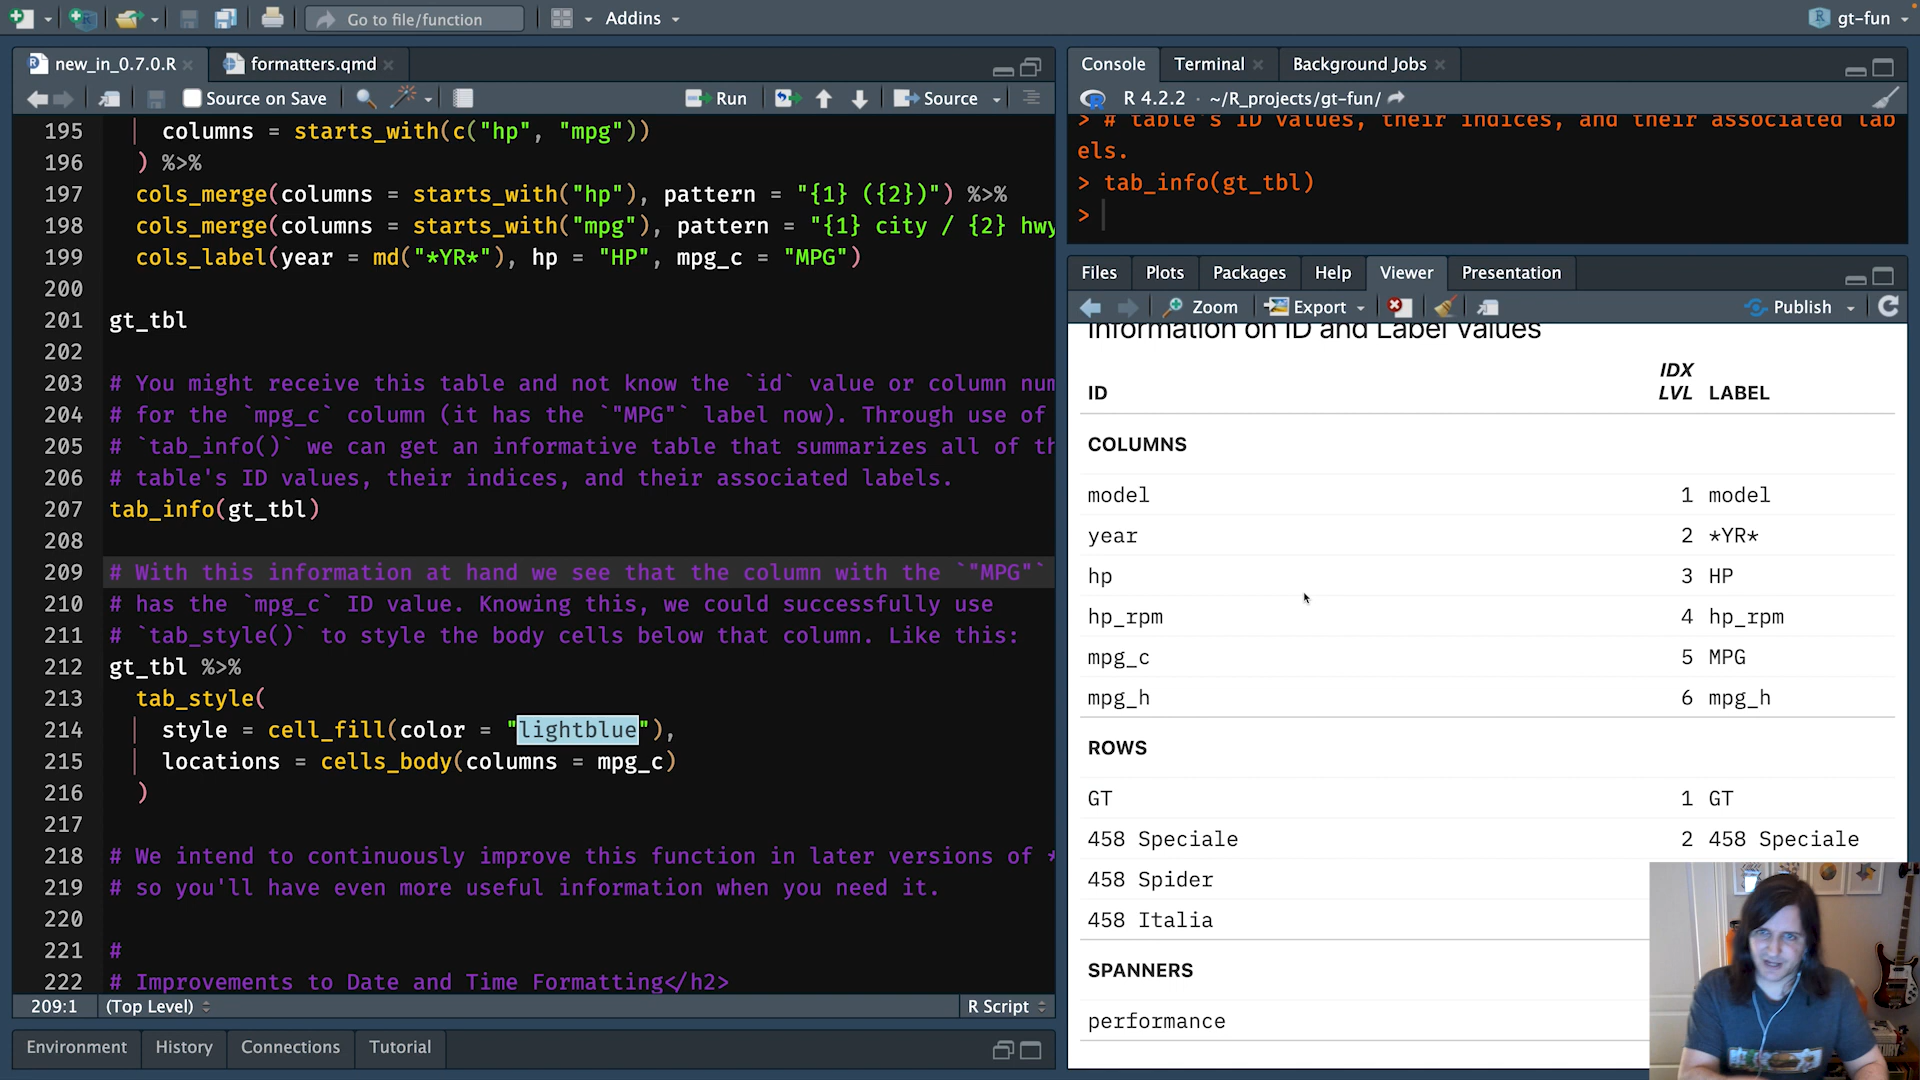 Go to file/function
Addins
gt-fun
new_in_0.7.0.R
formatters.qmd
Source on Save
Run
Source
195 columns = starts_with(c("hp", "mpg"))
196 ) %>%
197 cols_merge(columns = starts_with("hp"), pattern = "{1} ({2})") %>%
198 cols_merge(columns = starts_with("mpg"), pattern = "{1} city / {2} hwy
199 cols_label(year = md("*YR*"), hp = "HP", mpg_c = "MPG")
200
201 gt_tbl
202
203 # You might receive this table and not know the `id` value or column num
204 # for the `mpg_c` column (it has the `"MPG"` label now). Through use of
205 # `tab_info()` we can get an informative table that summarizes all of th
206 # table's ID values, their indices, and their associated labels.
207 tab_info(gt_tbl)
208
209 # With this information at hand we see that the column with the `"MPG"`
210 # has the `mpg_c` ID value. Knowing this, we could successfully use
211 # `tab_style()` to style the body cells below that column. Like this:
212 gt_tbl %>%
213 tab_style(
214 style = cell_fill(color = "lightblue"),
215 locations = cells_body(columns = mpg_c)
216 )
217
218 # We intend to continuously improve this function in later versions of *
219 # so you'll have even more useful information when you need it.
220
221 #
222 # Improvements to Date and Time Formatting</h2>
209:1
(Top Level)
R Script
Environment
History
Connections
Tutorial
Console
Terminal
Background Jobs
R 4.2.2 · ~/R_projects/gt-fun/
> # table's ID values, their indices, and their associated lab
els.
> tab_info(gt_tbl)
>
Files
Plots
Packages
Help
Viewer
Presentation
Zoom
Export
Publish
Information on ID and Label Values
IDX
ID LVL LABEL
COLUMNS
model 1 model
year 2 *YR*
hp 3 HP
hp_rpm 4 hp_rpm
mpg_c 5 MPG
mpg_h 6 mpg_h
ROWS
GT 1 GT
458 Speciale 2 458 Speciale
458 Spider
458 Italia
SPANNERS
performance